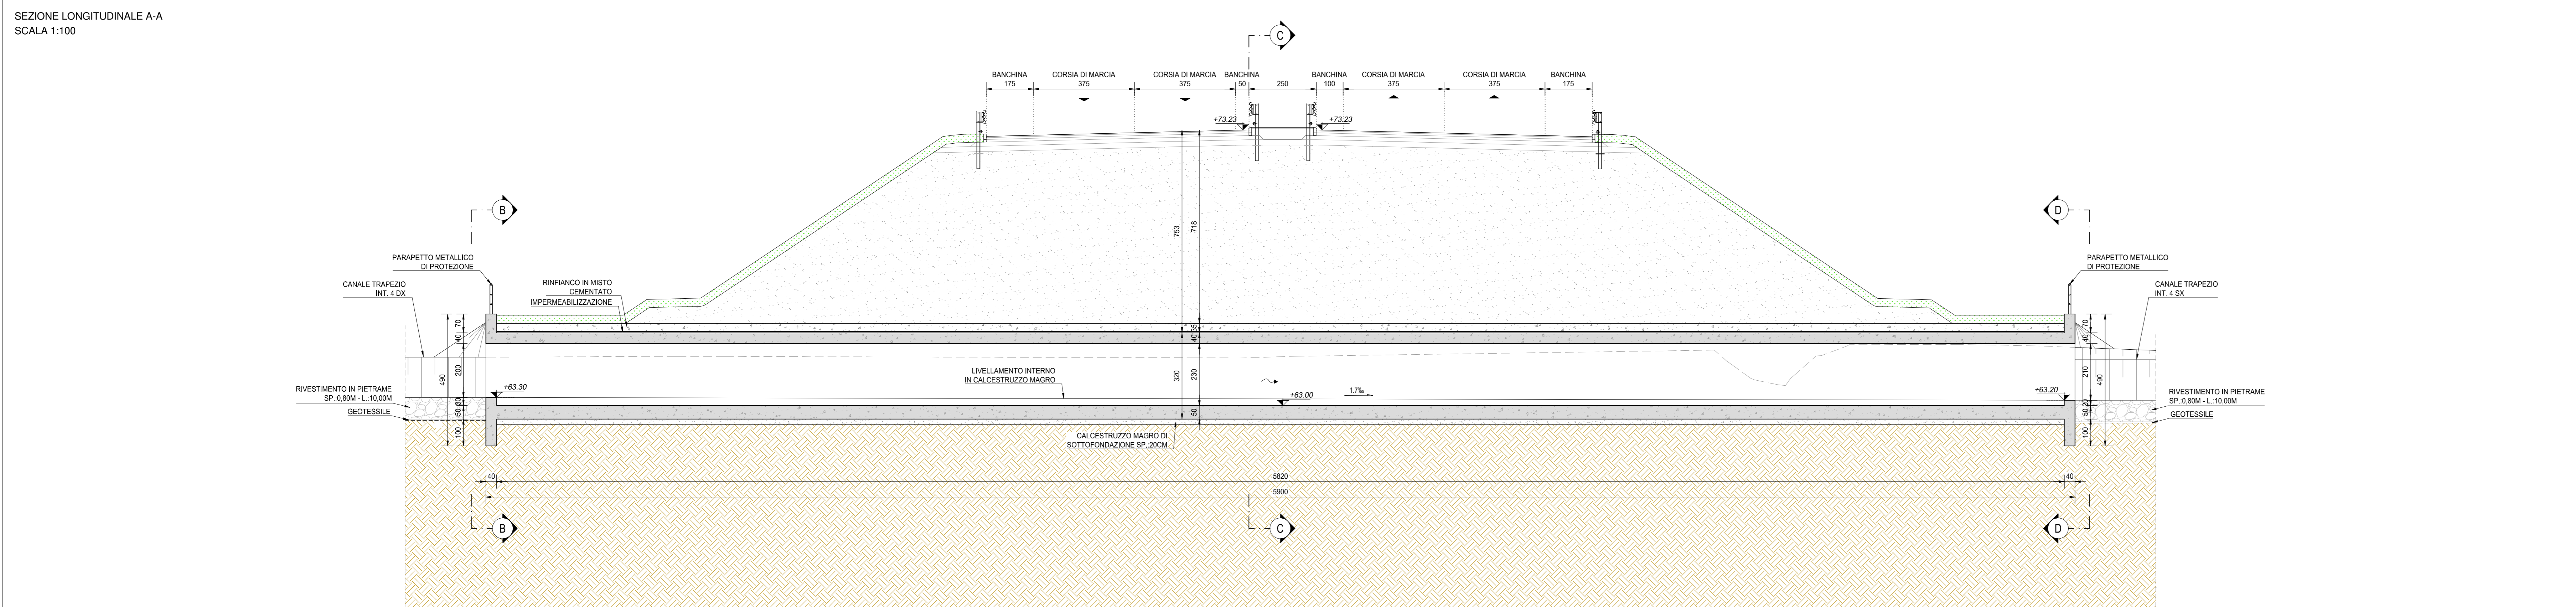 SEZIONE LONGITUDINALE A-A
SCALA 1:100
C
BANCHINA CORSIA DI MARCIA CORSIA DI MARCIA BANCHINA BANCHINA CORSIA DI MARCIA CORSIA DI MARCIA BANCHINA
175 375 375 50 250 100 375 375 175
+73.23 +73.23
B D
753 718
PARAPETTO METALLICO
DI PROTEZIONE
PARAPETTO METALLICO
DI PROTEZIONE
CANALE TRAPEZIO
INT. 4 DX
RINFIANCO IN MISTO
CEMENTATO
IMPERMEABILIZZAZIONE
CANALE TRAPEZIO
INT. 4 SX
490
70
40
200
30
50
100
35
40
320
230
50
70
40
210
20
50
100
490
RIVESTIMENTO IN PIETRAME
SP.:0,80M - L.:10,00M
GEOTESSILE
+63.30
LIVELLAMENTO INTERNO
IN CALCESTRUZZO MAGRO
+63.00
1.7‰
+63.20
RIVESTIMENTO IN PIETRAME
SP.:0,80M - L.:10,00M
GEOTESSILE
CALCESTRUZZO MAGRO DI
SOTTOFONDAZIONE SP.:20CM
40 5820 40
5900
B C D